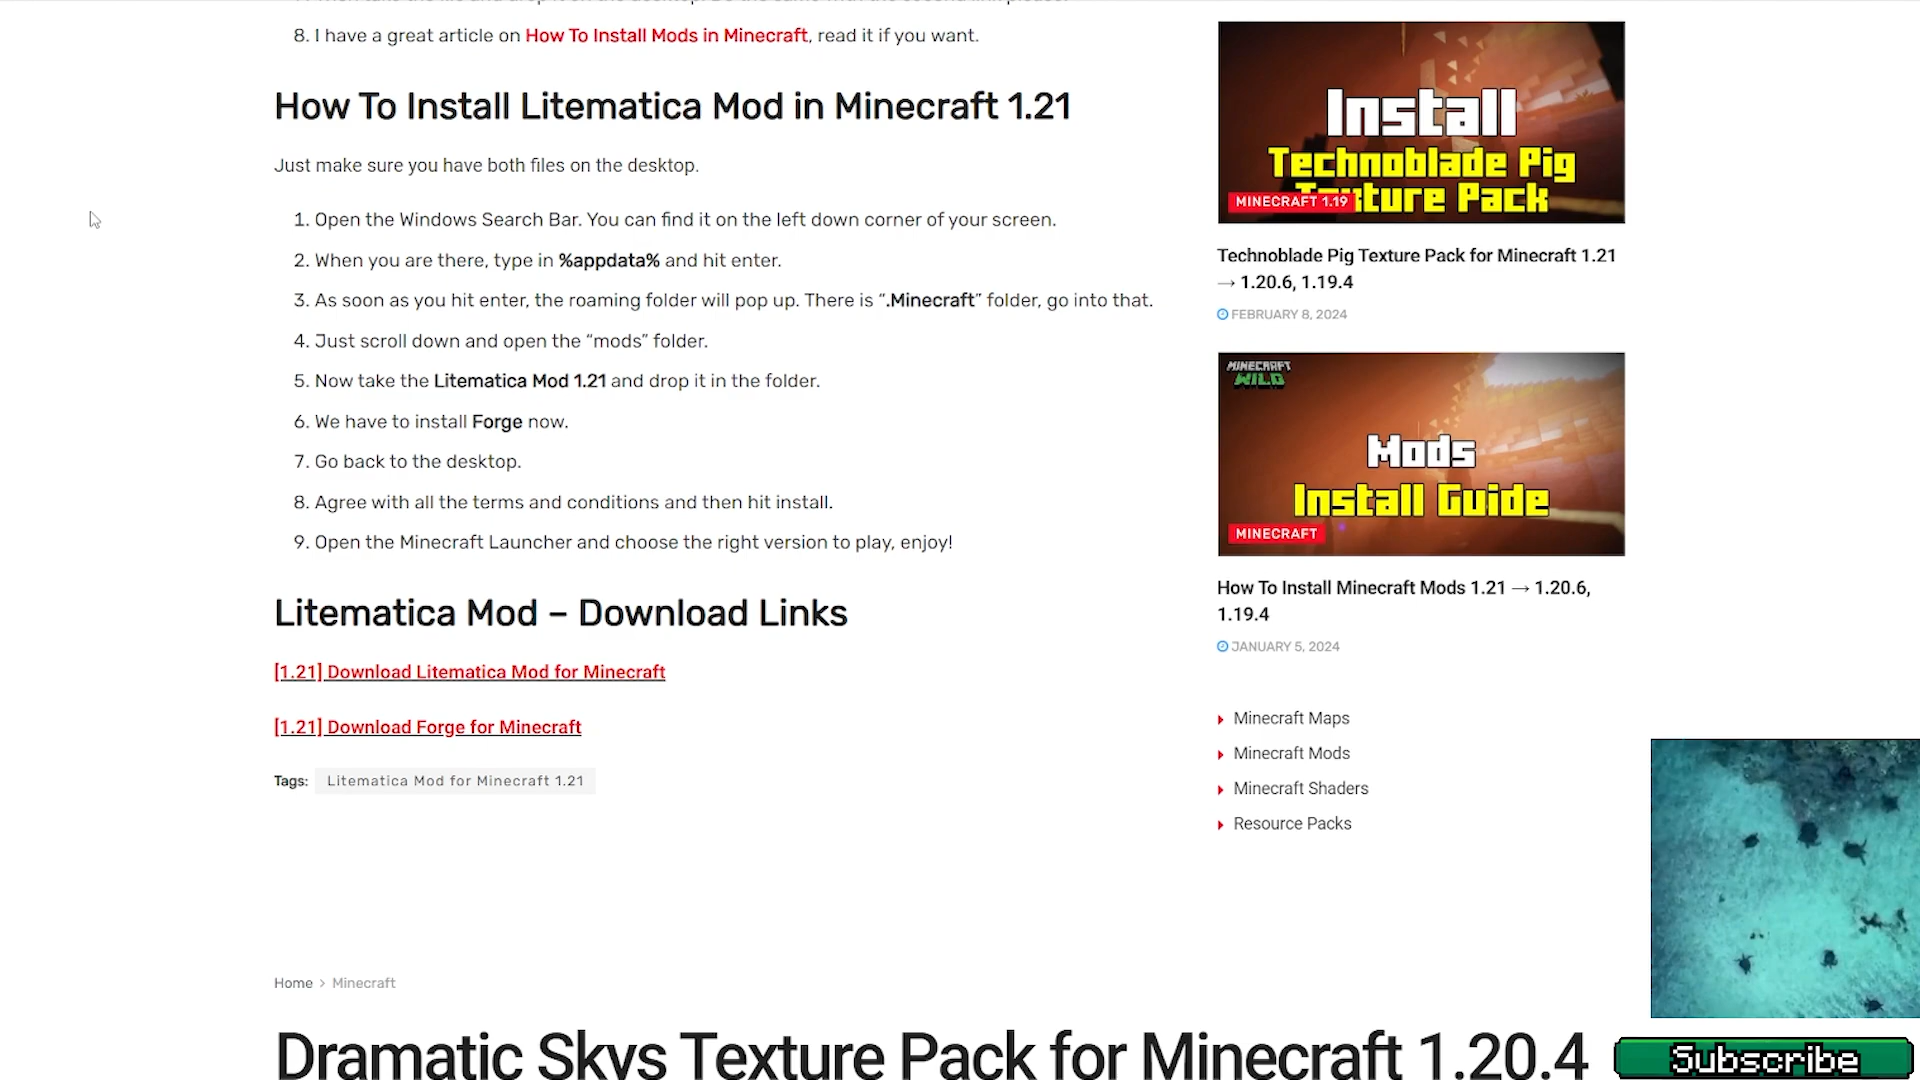 8. I have a great article on How To Install Mods in Minecraft, read it if you want.
How To Install Litematica Mod in Minecraft 1.21
Just make sure you have both files on the desktop.
1. Open the Windows Search Bar. You can find it on the left down corner of your screen.
2. When you are there, type in %appdata% and hit enter.
3. As soon as you hit enter, the roaming folder will pop up. There is “.Minecraft” folder, go into that.
4. Just scroll down and open the “mods” folder.
5. Now take the Litematica Mod 1.21 and drop it in the folder.
6. We have to install Forge now.
7. Go back to the desktop.
8. Agree with all the terms and conditions and then hit install.
9. Open the Minecraft Launcher and choose the right version to play, enjoy!
Litematica Mod – Download Links
[1.21] Download Litematica Mod for Minecraft
[1.21] Download Forge for Minecraft
Tags: Litematica Mod for Minecraft 1.21
Install
Technoblade Pig
Texture Pack
MINECRAFT 1.19
Technoblade Pig Texture Pack for Minecraft 1.21
→ 1.20.6, 1.19.4
FEBRUARY 8, 2024
MINECRAFT
WILD
Mods
Install Guide
MINECRAFT
How To Install Minecraft Mods 1.21 → 1.20.6,
1.19.4
JANUARY 5, 2024
Minecraft Maps
Minecraft Mods
Minecraft Shaders
Resource Packs
Home > Minecraft
Dramatic Skys Texture Pack for Minecraft 1.20.4
Subscribe